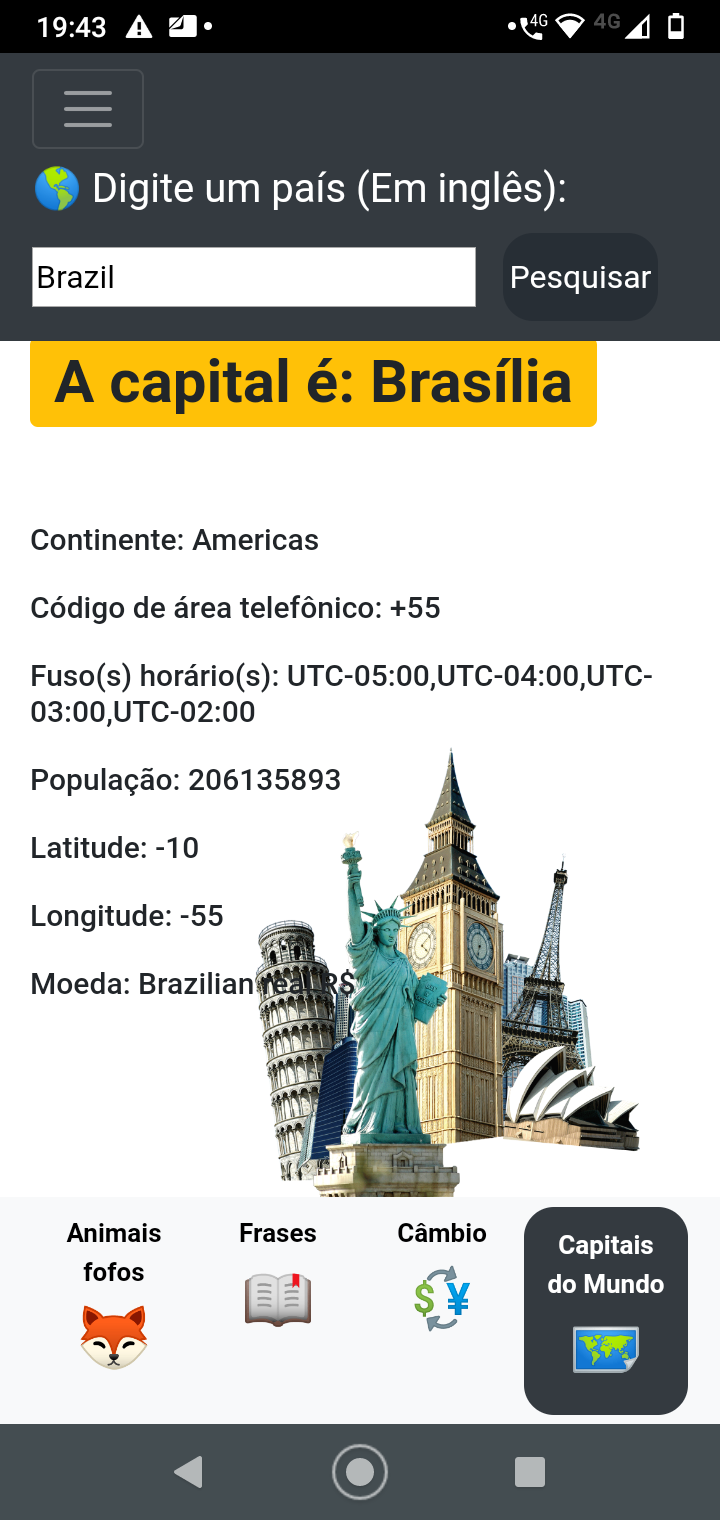 19:43
4G
4G
Digite um país (Em inglês):
Brazil
Pesquisar
A capital é: Brasília
Continente: Americas
Código de área telefônico: +55
Fuso(s) horário(s): UTC-05:00,UTC-04:00,UTC-
03:00,UTC-02:00
População: 206135893
Latitude: -10
Longitude: -55
Moeda: Brazilian real R$
Animais
fofos
Frases
Câmbio
Capitais
do Mundo